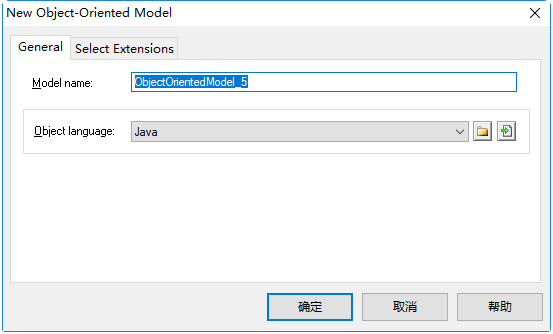 New Object-Oriented Model
General
Select Extensions
Model name:
ObjectOrientedModel_5
Object language:
Java
确定
取消
帮助